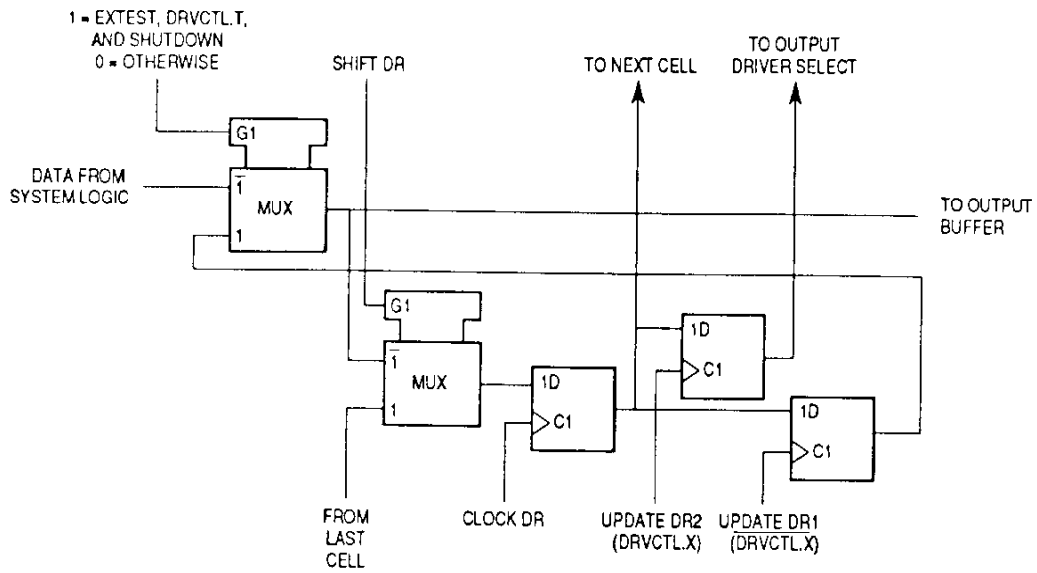 1 = EXTEST, DRVCTL.T,
AND SHUTDOWN
0 = OTHERWISE
SHIFT DR
TO NEXT CELL
TO OUTPUT
DRIVER SELECT
G1
DATA FROM
SYSTEM LOGIC
1̅
MUX
1
TO OUTPUT
BUFFER
G1
1̅
MUX
1
1D
C1
1D
C1
1D
C1
FROM
LAST
CELL
CLOCK DR
UPDATE DR2
(DRVCTL.X)
UPDATE DR1
(D̅R̅V̅C̅T̅L̅.̅X̅)